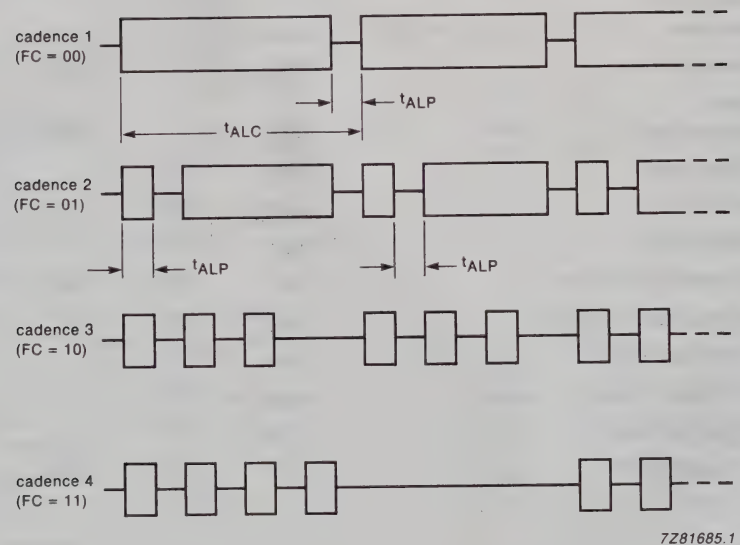 cadence 1
(FC = 00)
tALP
tALC
cadence 2
(FC = 01)
tALP
tALP
cadence 3
(FC = 10)
cadence 4
(FC = 11)
7Z81685.1